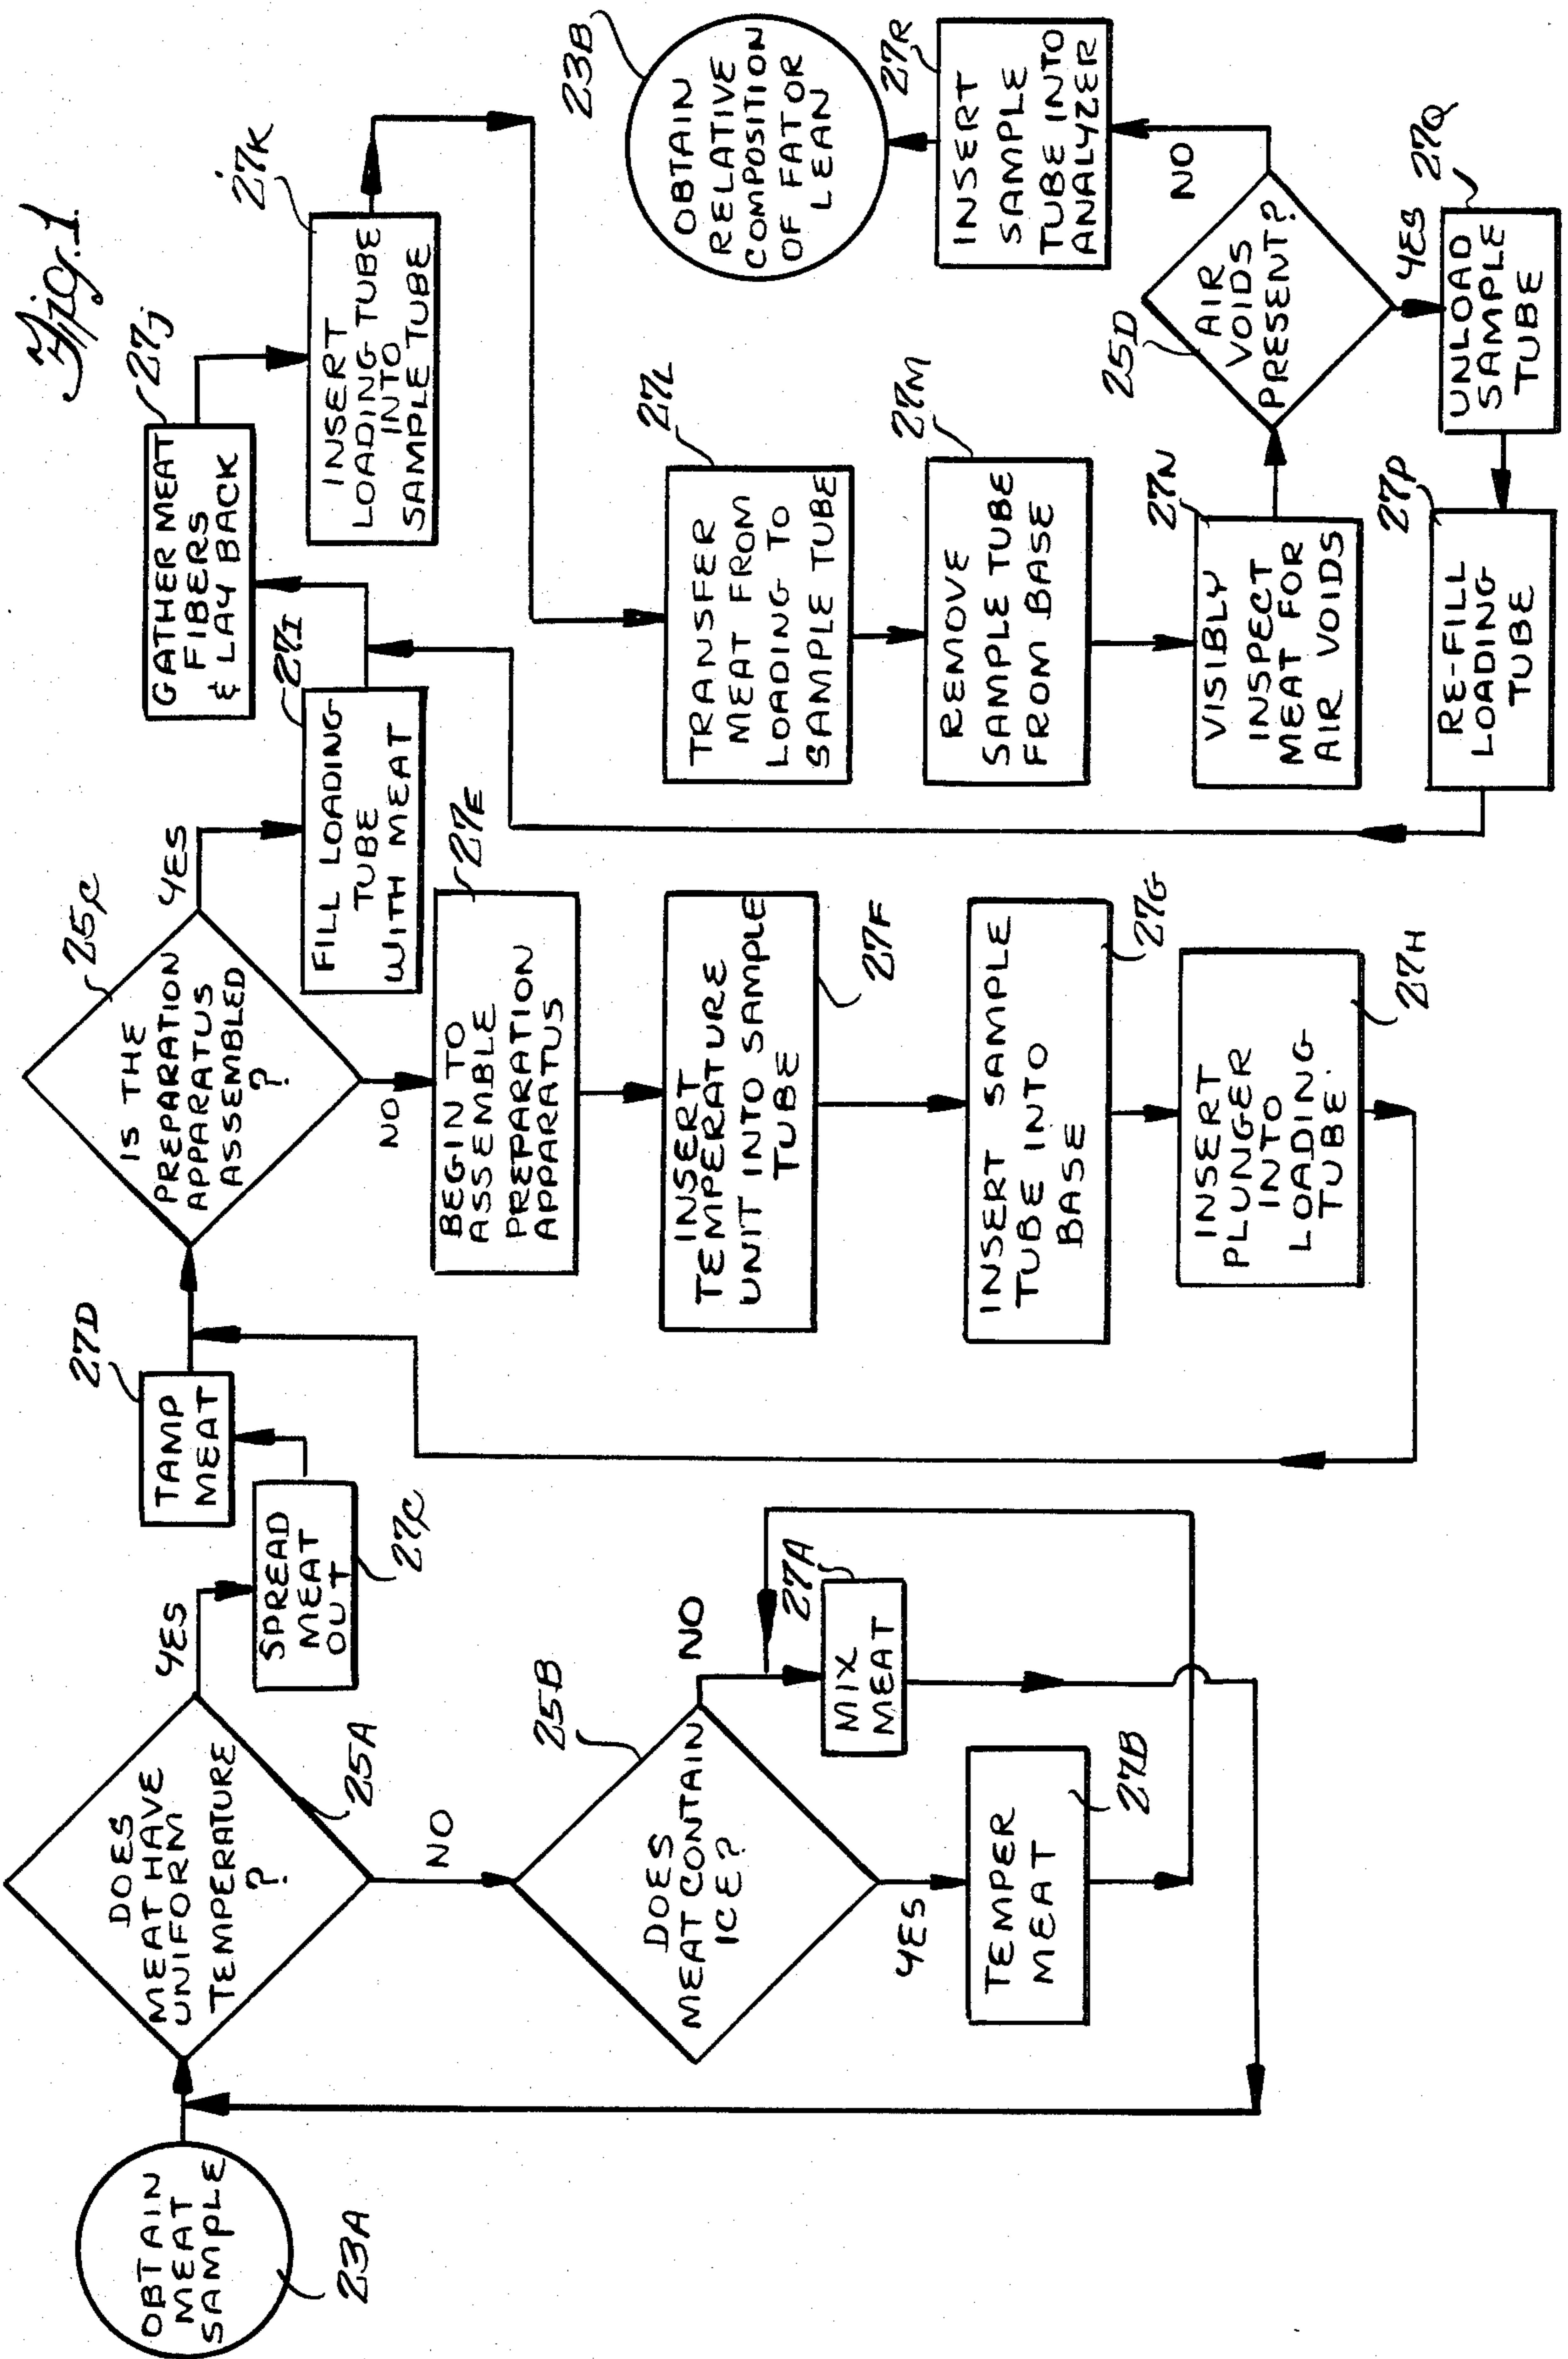 Fig. 1
OBTAIN
MEAT
SAMPLE
23A
DOES
MEAT HAVE
UNIFORM
TEMPERATURE
?
25A
YES
NO
DOES
MEAT CONTAIN
ICE?
25B
NO
YES
MIX
MEAT
27A
TEMPER
MEAT
27B
SPREAD
MEAT
OUT
27C
TAMP
MEAT
27D
IS THE
PREPARATION
APPARATUS
ASSEMBLED
?
25C
YES
NO
BEGIN TO
ASSEMBLE
PREPARATION
APPARATUS
27E
INSERT
TEMPERATURE
UNIT INTO SAMPLE
TUBE
27F
INSERT SAMPLE
TUBE INTO
BASE
27G
INSERT
PLUNGER
INTO
LOADING
TUBE
27H
FILL LOADING
TUBE
WITH MEAT
27I
GATHER MEAT
FIBERS
& LAY BACK
27j
INSERT
LOADING TUBE
INTO
SAMPLE TUBE
27K
TRANSFER
MEAT FROM
LOADING TO
SAMPLE TUBE
27L
REMOVE
SAMPLE TUBE
FROM BASE
27M
VISIBLY
INSPECT
MEAT FOR
AIR VOIDS
27N
AIR
VOIDS
PRESENT?
25D
NO
YES
UNLOAD
SAMPLE
TUBE
27Q
RE-FILL
LOADING
TUBE
27P
INSERT
SAMPLE
TUBE INTO
ANALYZER
27R
OBTAIN
RELATIVE
COMPOSITION
OF FAT OR
LEAN
23B